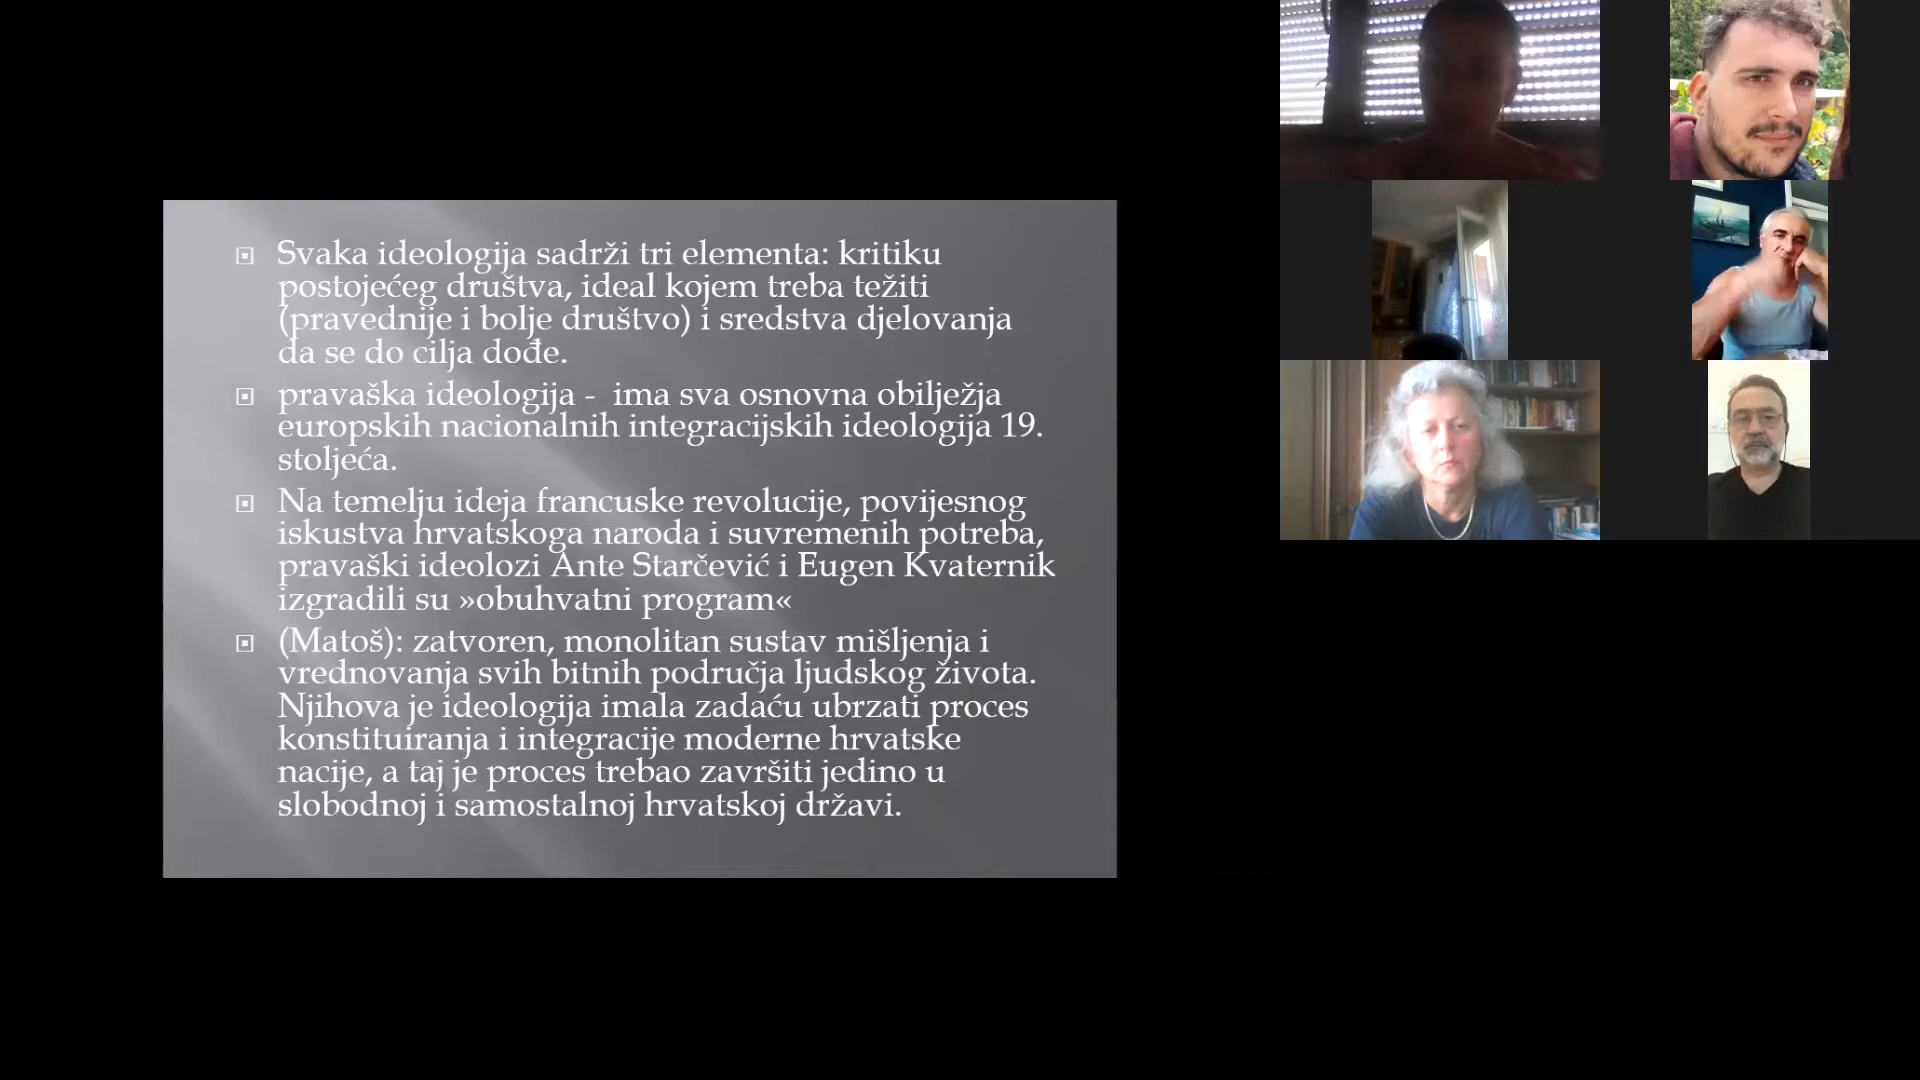 Svaka ideologija sadrži tri elementa: kritiku
postojećeg društva, ideal kojem treba težiti
(pravednije i bolje društvo) i sredstva djelovanja
da se do cilja dođe.
pravaška ideologija - ima sva osnovna obilježja
europskih nacionalnih integracijskih ideologija 19.
stoljeća.
Na temelju ideja francuske revolucije, povijesnog
iskustva hrvatskoga naroda i suvremenih potreba,
pravaški ideolozi Ante Starčević i Eugen Kvaternik
izgradili su »obuhvatni program«
(Matoš): zatvoren, monolitan sustav mišljenja i
vrednovanja svih bitnih područja ljudskog života.
Njihova je ideologija imala zadaću ubrzati proces
konstituiranja i integracije moderne hrvatske
nacije, a taj je proces trebao završiti jedino u
slobodnoj i samostalnoj hrvatskoj državi.